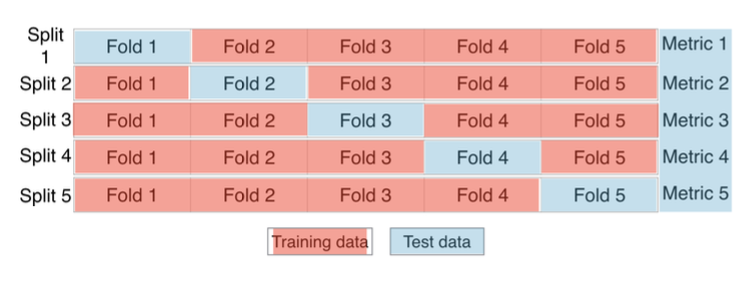 Split
1
Fold 1 Fold 2 Fold 3 Fold 4 Fold 5 Metric 1
Split 2 Fold 1 Fold 2 Fold 3 Fold 4 Fold 5 Metric 2
Split 3 Fold 1 Fold 2 Fold 3 Fold 4 Fold 5 Metric 3
Split 4 Fold 1 Fold 2 Fold 3 Fold 4 Fold 5 Metric 4
Split 5 Fold 1 Fold 2 Fold 3 Fold 4 Fold 5 Metric 5
Training data Test data